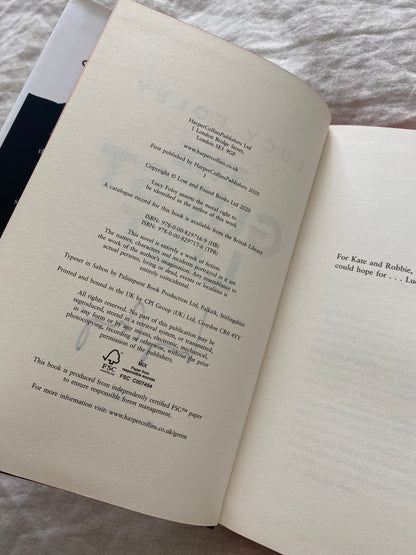 HarperCollinsPublishers Ltd
1 London Bridge Street,
London SE1 9GF
www.harpercollins.co.uk
First published by HarperCollinsPublishers 2020
1
Copyright © Lost and Found Books Ltd 2020
Lucy Foley asserts the moral right to
be identified as the author of this work
A catalogue record for this book is available from the British Library
ISBN: 978-0-00-829716-9 (HB)
ISBN: 978-0-00-829717-6 (TPB)
This novel is entirely a work of fiction.
The names, characters and incidents portrayed in it are
the work of the author's imagination. Any resemblance to
actual persons, living or dead, events or localities is
entirely coincidental.
Typeset in Sabon by Palimpsest Book Production Ltd, Falkirk, Stirlingshire
Printed and bound in the UK by CPI Group (UK) Ltd, Croydon CR0 4YY
All rights reserved. No part of this publication may be
reproduced, stored in a retrieval system, or transmitted,
in any form or by any means, electronic, mechanical,
photocopying, recording or otherwise, without the prior
permission of the publishers.
FSC
MIX
Paper from
responsible sources
FSC C007454
This book is produced from independently certified FSC™ paper
to ensure responsible forest management.
For more information visit: www.harpercollins.co.uk/green
For Kate and Robbie,
could hope for . . . Luc